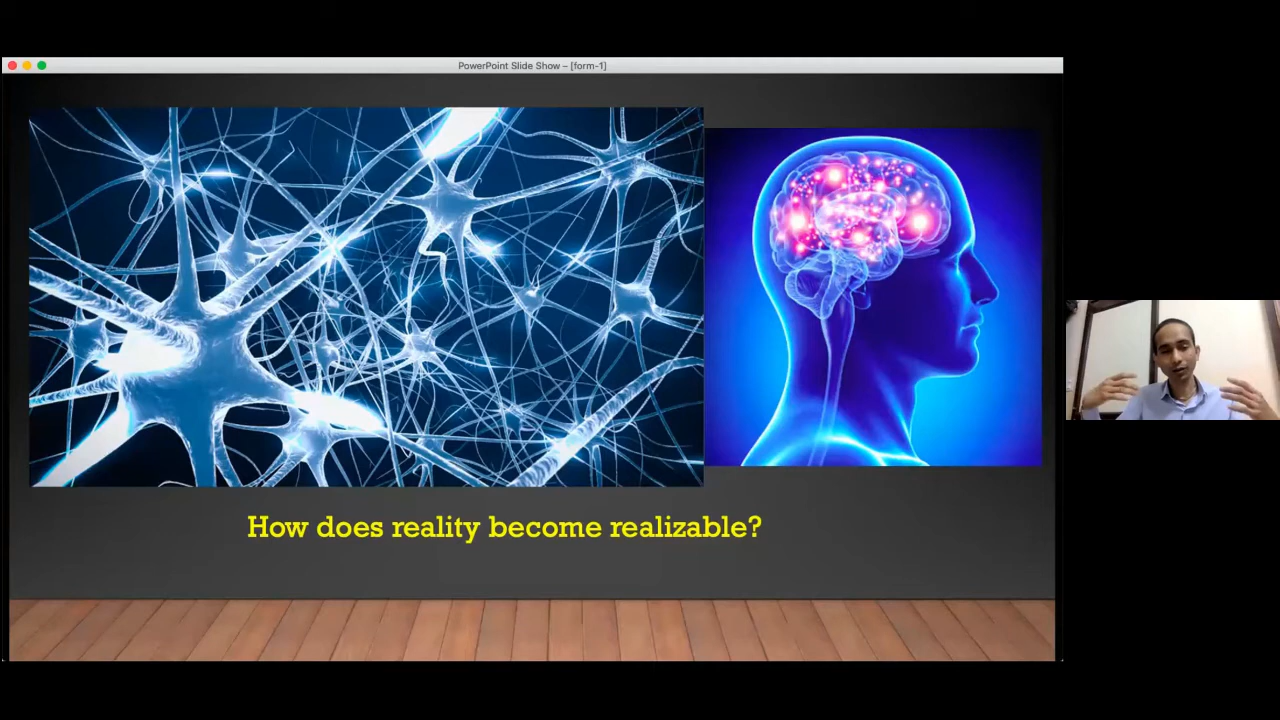 PowerPoint Slide Show – [form-1]
How does reality become realizable?